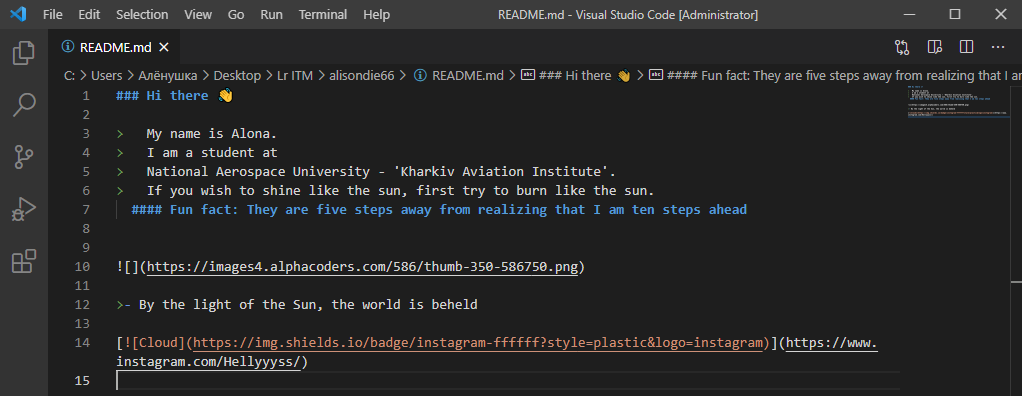 File Edit Selection View Go Run Terminal Help README.md - Visual Studio Code [Administrator]
README.md
C: > Users > Алёнушка > Desktop > Lr ITM > alisondie66 > README.md > ### Hi there 👋 > #### Fun fact: They are five steps away from realizing that I ar
1 ### Hi there 👋
2
3 > My name is Alona.
4 > I am a student at
5 > National Aerospace University - 'Kharkiv Aviation Institute'.
6 > If you wish to shine like the sun, first try to burn like the sun.
7 #### Fun fact: They are five steps away from realizing that I am ten steps ahead
8
9
10 ![](https://images4.alphacoders.com/586/thumb-350-586750.png)
11
12 >- By the light of the Sun, the world is beheld
13
14 [![Cloud](https://img.shields.io/badge/instagram-ffffff?style=plastic&logo=instagram)](https://www.
instagram.com/Hellyyyss/)
15